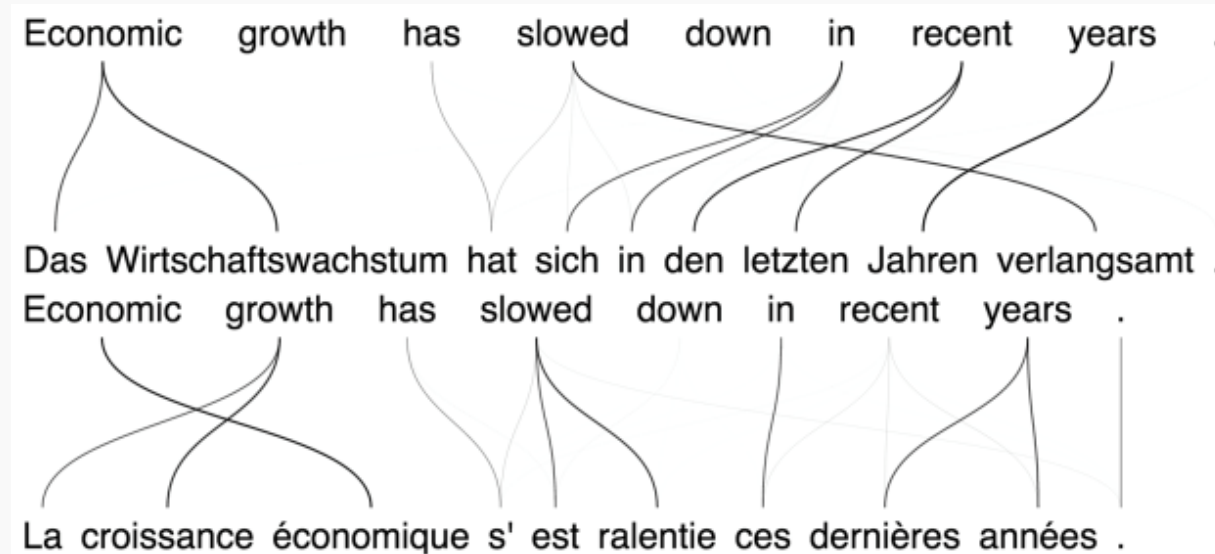 Economic growth has slowed down in recent years .
Das Wirtschaftswachstum hat sich in den letzten Jahren verlangsamt .
Economic growth has slowed down in recent years .
La croissance économique s' est ralentie ces dernières années .